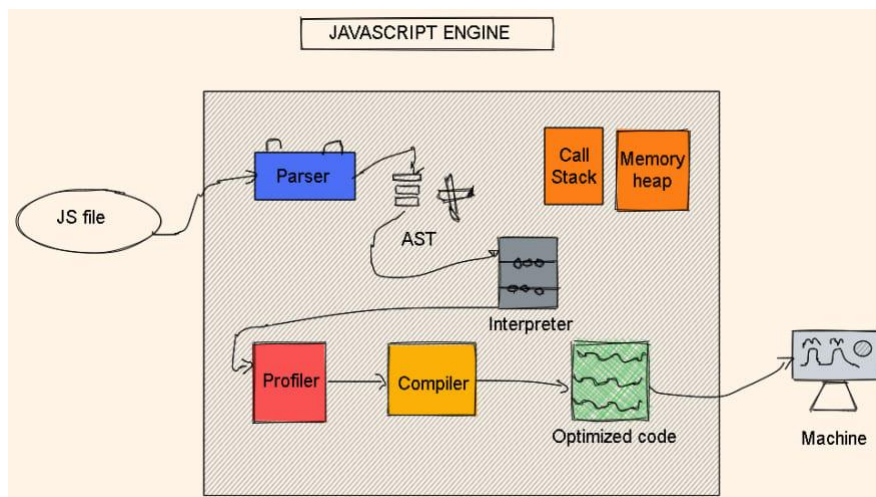 JAVASCRIPT ENGINE
Parser
Call
Stack
Memory
heap
JS file
AST
Interpreter
Profiler
Compiler
Optimized code
Machine